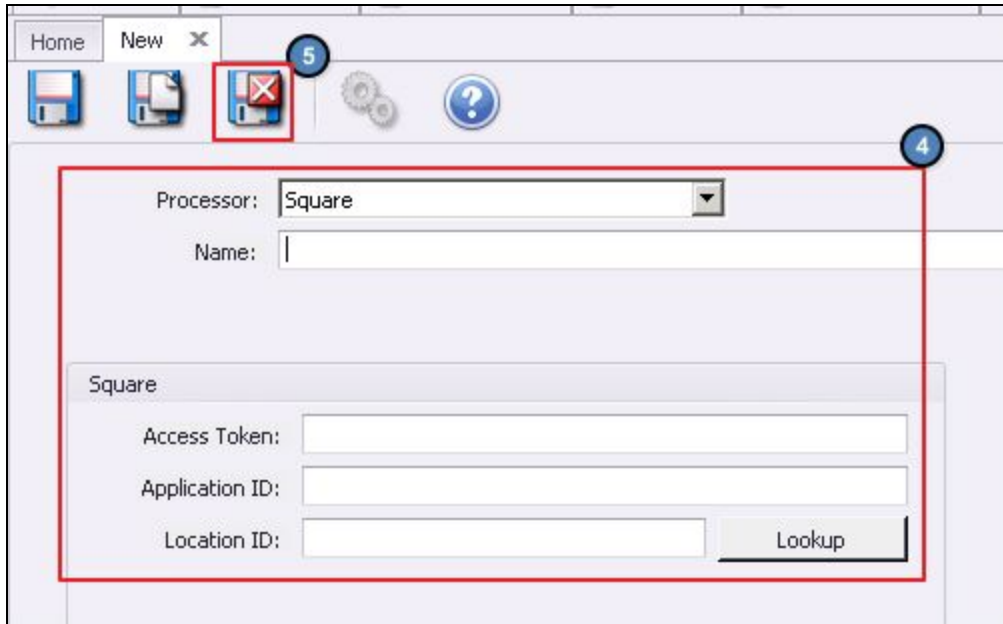 Home New
5
?
4
Processor: Square
Name:
Square
Access Token:
Application ID:
Location ID: Lookup